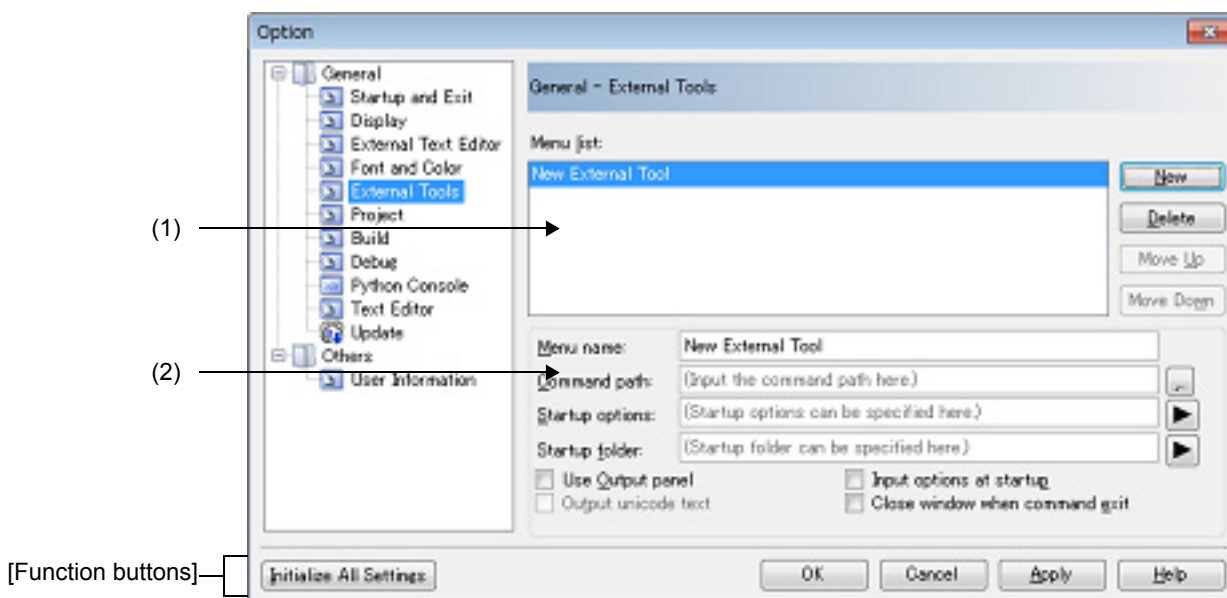 Option
General
Startup and Exit
Display
External Text Editor
Font and Color
External Tools
Project
Build
Debug
Python Console
Text Editor
Update
Others
User Information
General - External Tools
Menu list:
New External Tool
New
Delete
Move Up
Move Down
(1)
(2)
Menu name: New External Tool
Command path: (Input the command path here.) ...
Startup options: (Startup options can be specified here.)
Startup folder: (Startup folder can be specified here.)
Use Output panel Input options at startup
Output unicode text Close window when command exit
[Function buttons]
Initialize All Settings OK Cancel Apply Help